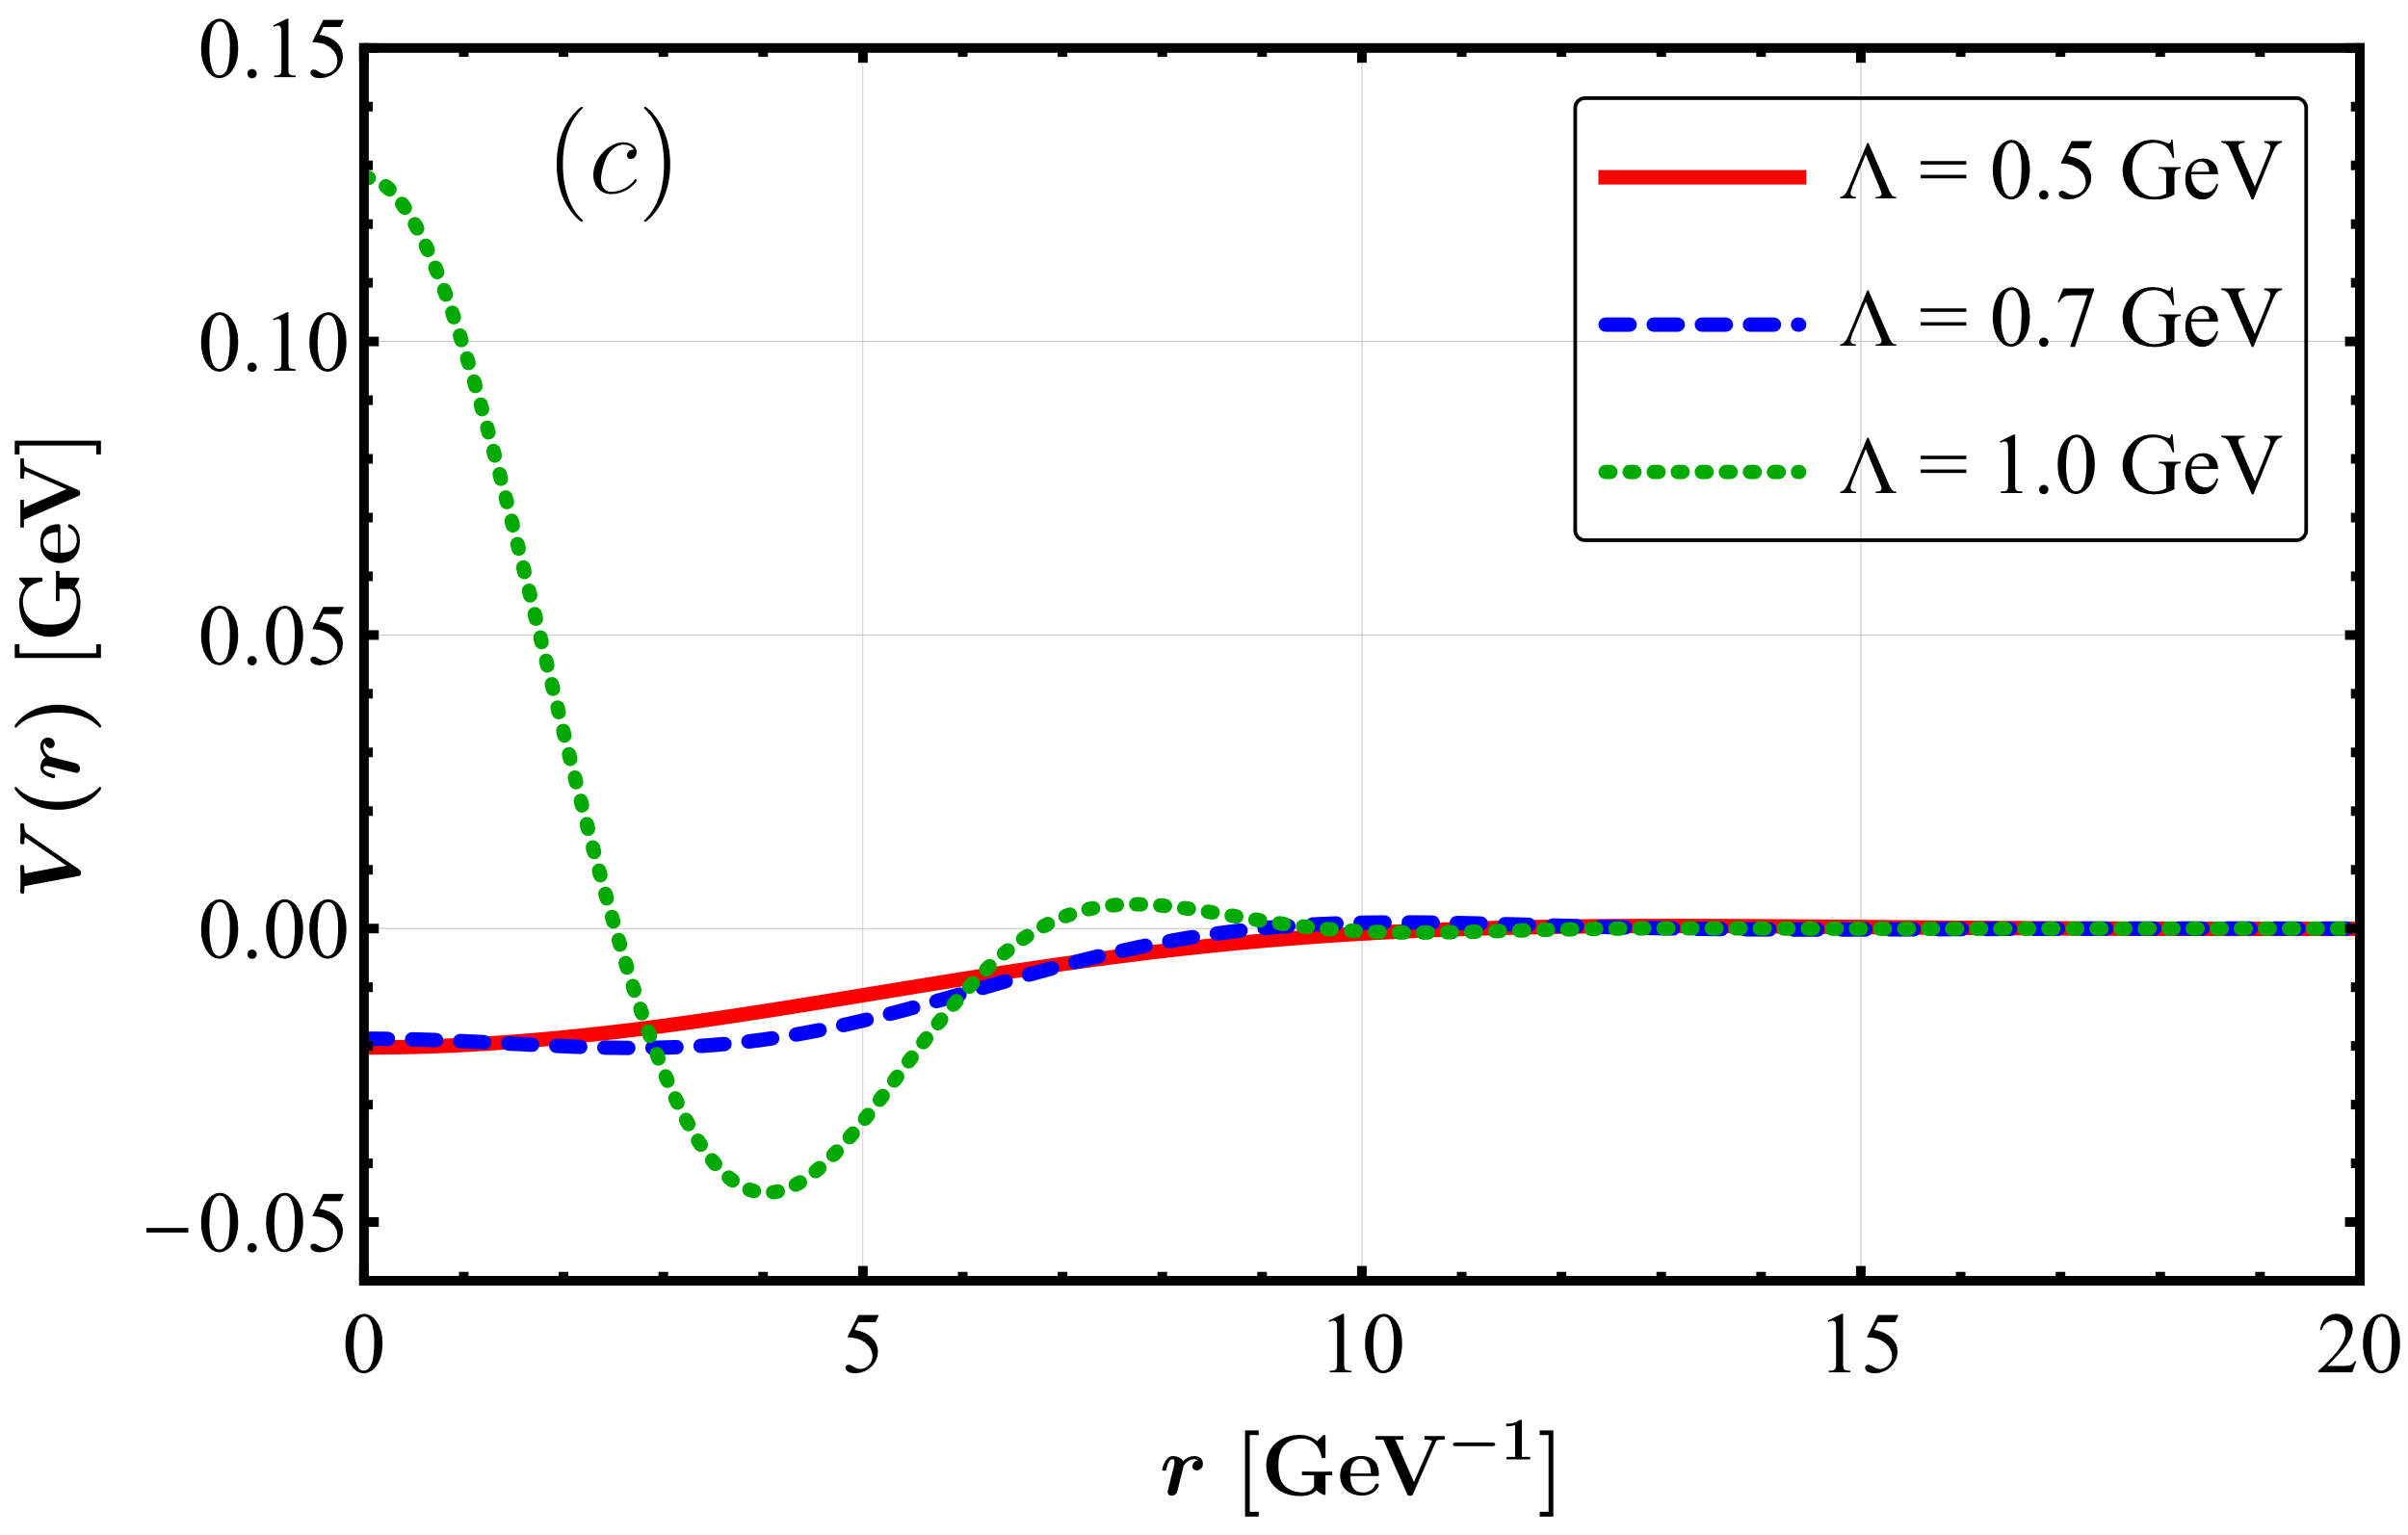 V(r) [GeV]
0.15
0.10
0.05
0.00
−0.05
(c)
Λ = 0.5 GeV
Λ = 0.7 GeV
Λ = 1.0 GeV
0 5 10 15 20
r [GeV⁻¹]